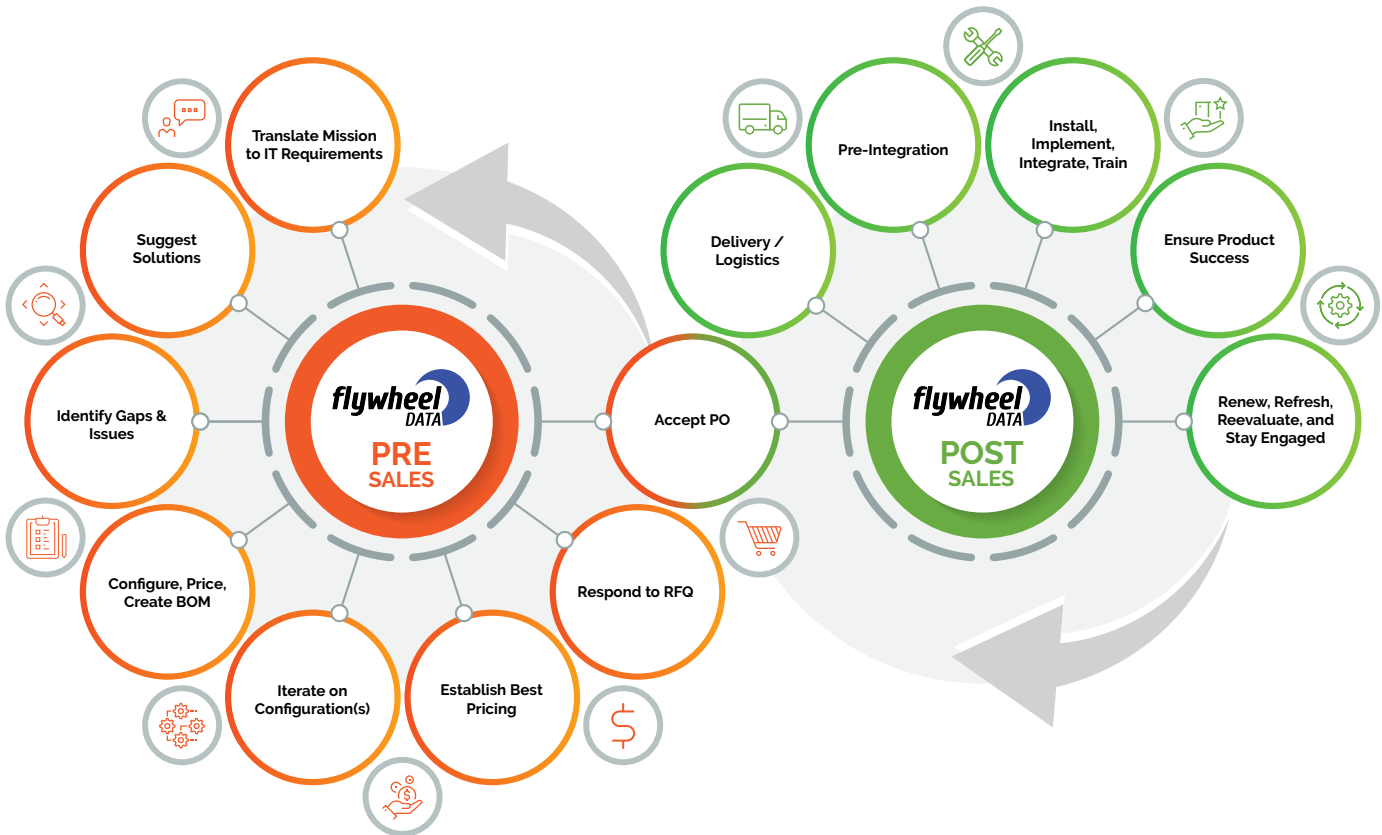 Translate Mission
to IT Requirements
Suggest
Solutions
Identify Gaps &
Issues
Configure, Price,
Create BOM
Iterate on
Configuration(s)
Establish Best
Pricing
Respond to RFQ
Accept PO
flywheel
DATA
PRE
SALES
Delivery /
Logistics
Pre-Integration
Install,
Implement,
Integrate, Train
Ensure Product
Success
Renew, Refresh,
Reevaluate, and
Stay Engaged
flywheel
DATA
POST
SALES
$
$